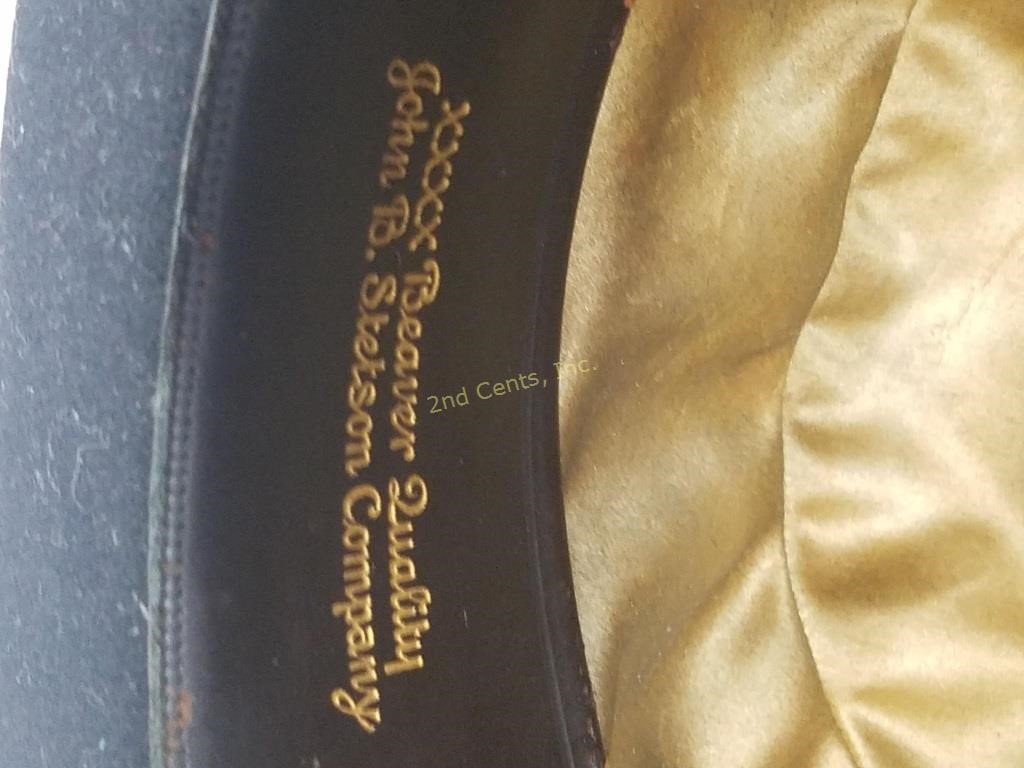 XXXX Beaver Quality
John B. Stetson Company
2nd Cents, Inc.